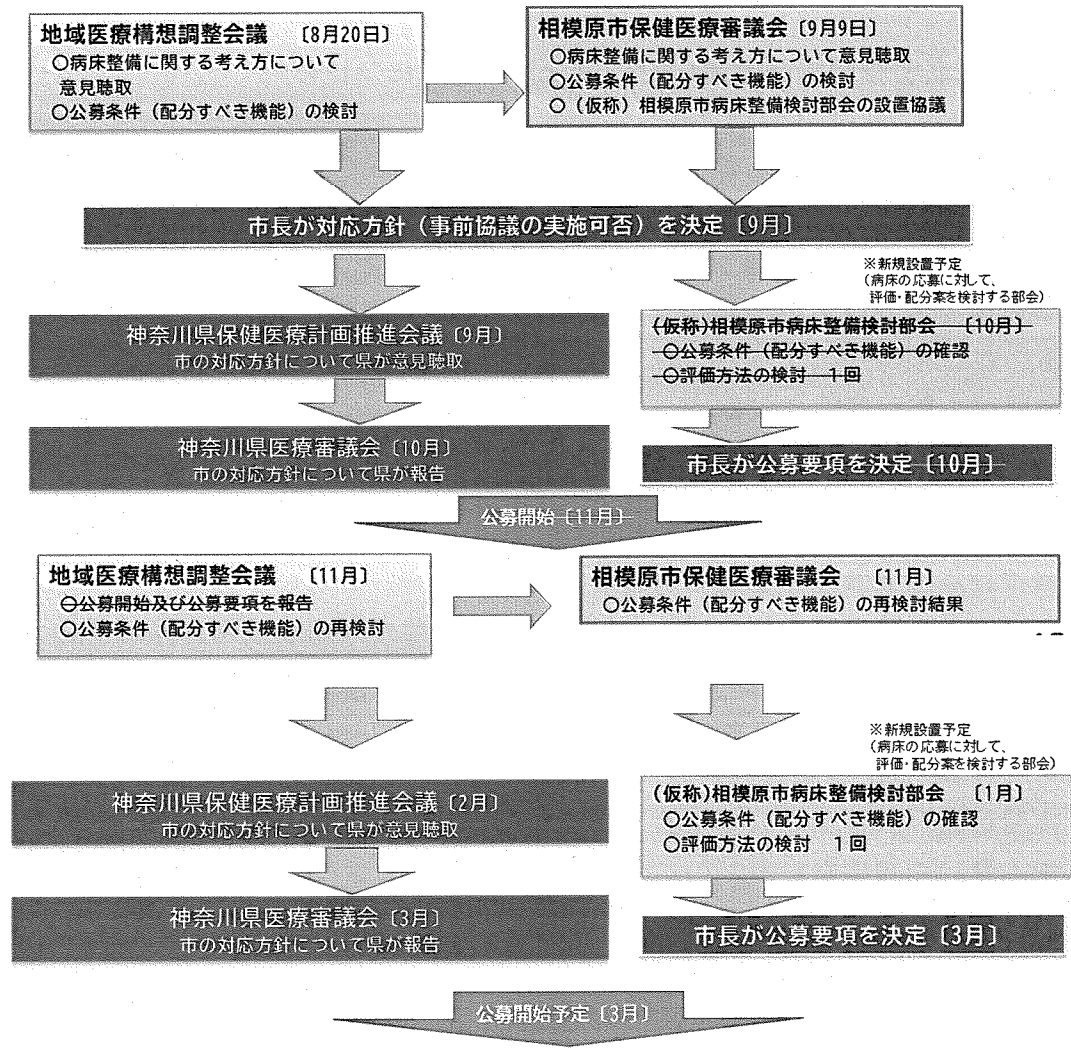 地域医療構想調整会議 〔8月20日〕
〇病床整備に関する考え方について
意見聴取
〇公募条件(配分すべき機能)の検討
相模原市保健医療審議会〔9月9日〕
〇病床整備に関する考え方について意見聴取
〇公募条件(配分すべき機能)の検討
〇(仮称)相模原市病床整備検討部会の設置協議
市長が対応方針(事前協議の実施可否)を決定〔9月〕
神奈川県保健医療計画推進会議〔9月〕
市の対応方針について県が意見聴取
※新規設置予定
(病床の応募に対して、
評価・配分案を検討する部会)
(仮称)相模原市病床整備検討部会 〔10月〕
〇公募条件(配分すべき機能)の確認
〇評価方法の検討 1回
神奈川県医療審議会〔10月〕
市の対応方針について県が報告
市長が公募要項を決定〔10月〕
公募開始〔11月〕
地域医療構想調整会議 〔11月〕
〇公募開始及び公募要項を報告
〇公募条件(配分すべき機能)の再検討
相模原市保健医療審議会 〔11月〕
〇公募条件(配分すべき機能)の再検討結果
神奈川県保健医療計画推進会議〔2月〕
市の対応方針について県が意見聴取
※新規設置予定
(病床の応募に対して、
評価・配分案を検討する部会)
(仮称)相模原市病床整備検討部会 〔1月〕
〇公募条件(配分すべき機能)の確認
〇評価方法の検討 1回
神奈川県医療審議会〔3月〕
市の対応方針について県が報告
市長が公募要項を決定〔3月〕
公募開始予定〔3月〕